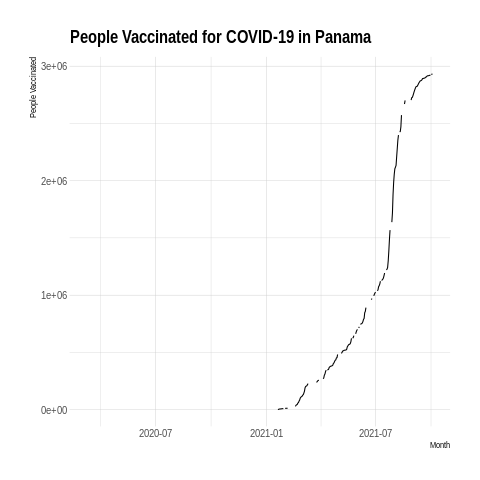 People Vaccinated for COVID-19 in Panama
People Vaccinated
3e+06
2e+06
1e+06
0e+00
2020-07 2021-01 2021-07
Month